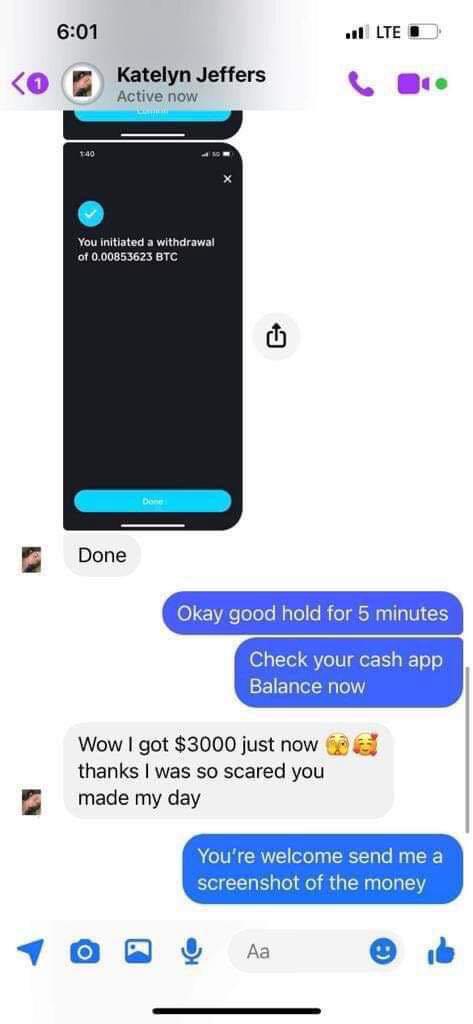 6:01
LTE
1
Katelyn Jeffers
Active now
Confirm
1:40
5G
You initiated a withdrawal
of 0.00853623 BTC
Done
Done
Okay good hold for 5 minutes
Check your cash app
Balance now
Wow I got $3000 just now 🫣🥰
thanks I was so scared you
made my day
You're welcome send me a
screenshot of the money
Aa